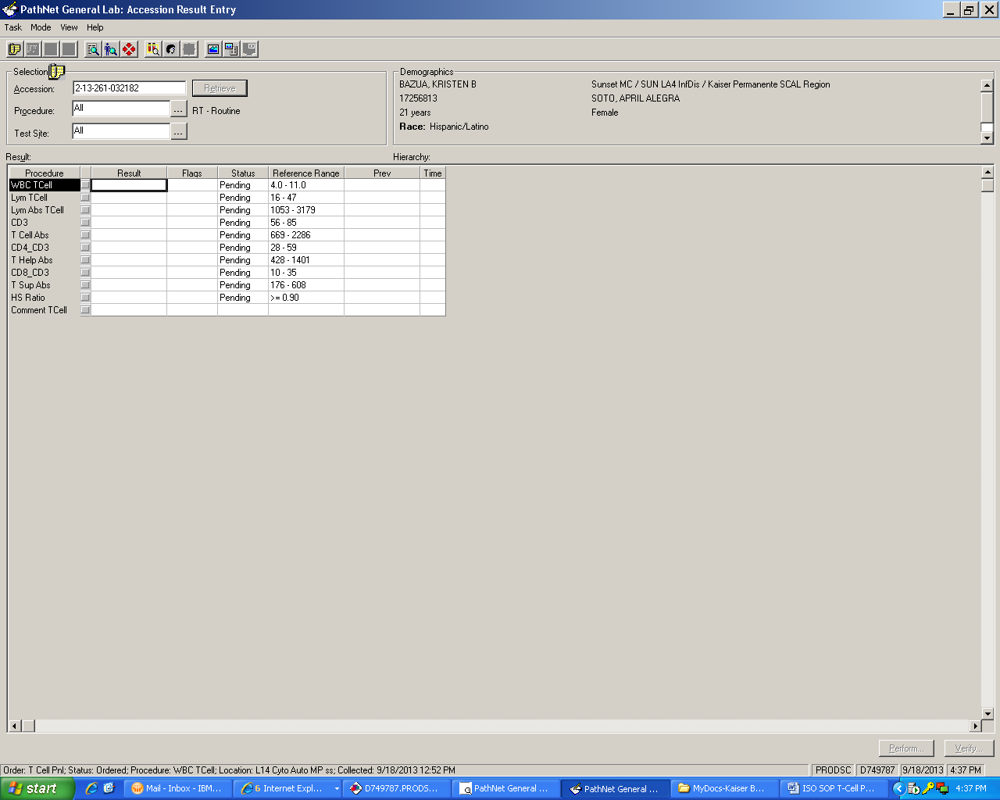 PathNet General Lab: Accession Result Entry
Task Mode View Help
Selection
Accession: 2-13-261-032182 Retrieve
Procedure: All ... RT - Routine
Test Site: All ...
Demographics
BAZUA, KRISTEN B Sunset MC / SUN LA4 InfDis / Kaiser Permanente SCAL Region
17256813 SOTO, APRIL ALEGRA
21 years Female
Race: Hispanic/Latino
Result: Hierarchy:
Procedure Result Flags Status Reference Range Prev Time
WBC TCell Pending 4.0 - 11.0
Lym TCell Pending 16 - 47
Lym Abs TCell Pending 1053 - 3179
CD3 Pending 56 - 85
T Cell Abs Pending 669 - 2286
CD4_CD3 Pending 28 - 59
T Help Abs Pending 428 - 1401
CD8_CD3 Pending 10 - 35
T Sup Abs Pending 176 - 608
HS Ratio Pending >= 0.90
Comment TCell
Perform... Verify...
Order: T Cell Pnl; Status: Ordered; Procedure: WBC TCell; Location: L14 Cyto Auto MP ss; Collected: 9/18/2013 12:52 PM PRODSC D749787 9/18/2013 4:37 PM
start Mail - Inbox - IBM... 6 Internet Expl... D749787.PRODS... PathNet General ... PathNet General ... MyDocs-Kaiser B... ISO SOP T-Cell P... 4:37 PM